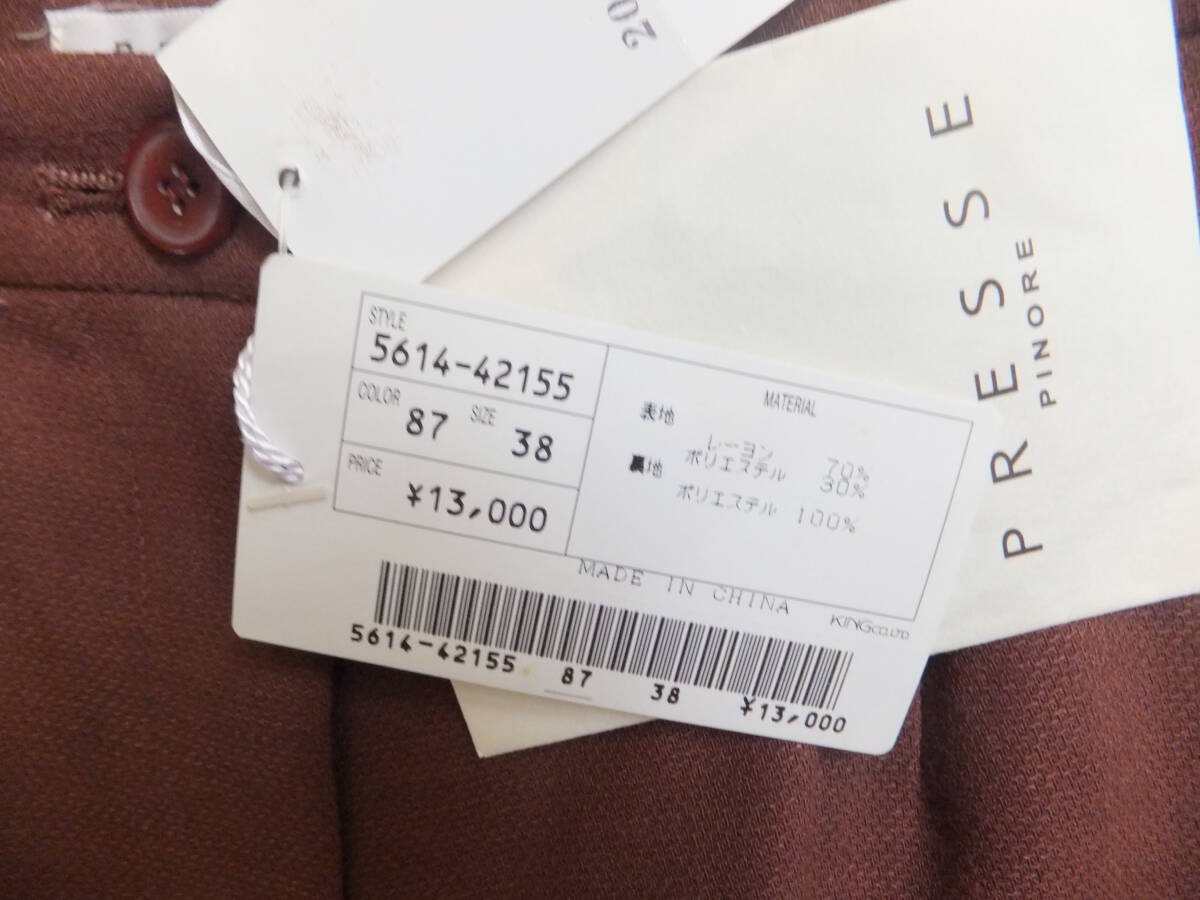 20
PRESSE
PINORE
STYLE
5614-42155
COLOR 87 SIZE 38
PRICE
¥13,000
MATERIAL
表地
レーヨン 70%
ポリエステル 30%
裏地
ポリエステル 100%
MADE IN CHINA
KING CO.,LTD
5614-42155 87 38 ¥13,000